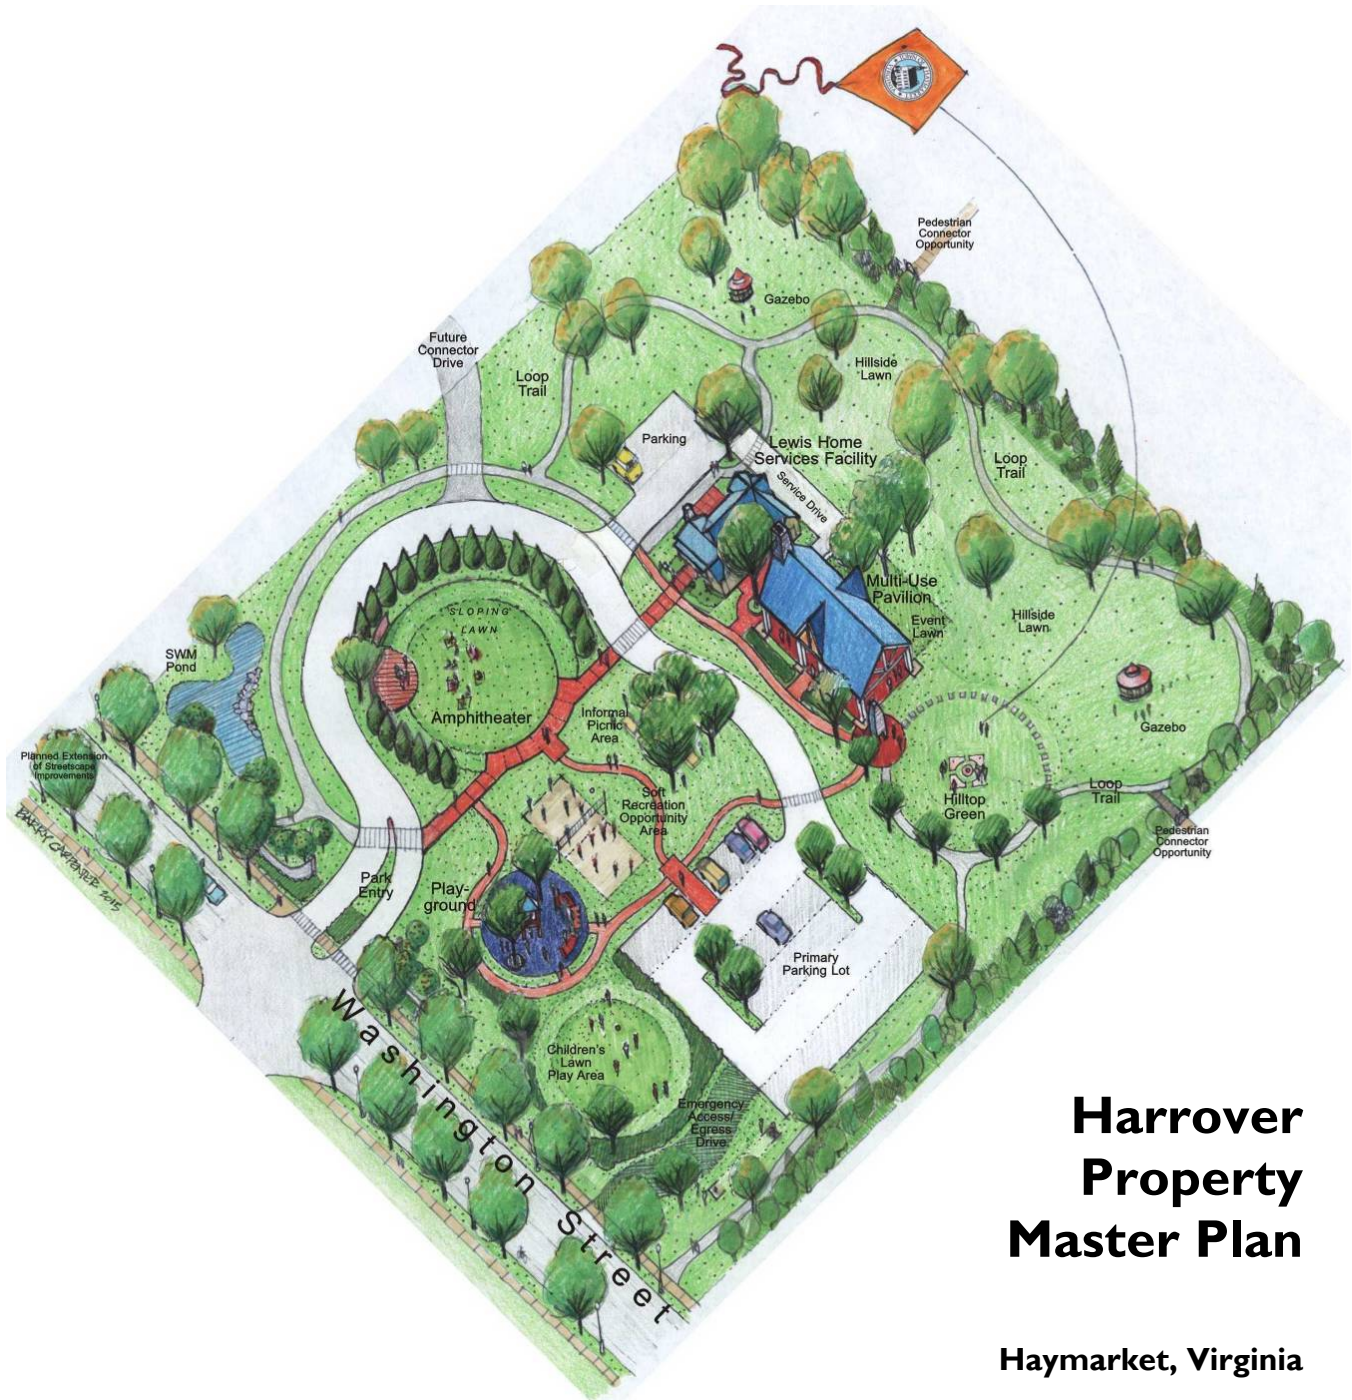 Pedestrian
Connector
Opportunity
Gazebo
Future
Connector
Drive
Loop
Trail
Hillside
Lawn
Parking
Lewis Home
Services Facility
Loop
Trail
Service Drive
Multi-Use
Pavilion
SLOPING
LAWN
Event
Lawn
Hillside
Lawn
SWM
Pond
Amphitheater
Informal
Picnic
Area
Gazebo
Planned Extension
of Streetscape
Improvements
Soft
Recreation
Opportunity
Area
Hilltop
Green
Loop
Trail
Pedestrian
Connector
Opportunity
Park
Entry
Play-
ground
BARRY CARPENTER 2015
Primary
Parking Lot
Children's
Lawn
Play Area
Emergency
Access/
Egress
Drive
Washington Street
Harrover
Property
Master Plan
Haymarket, Virginia